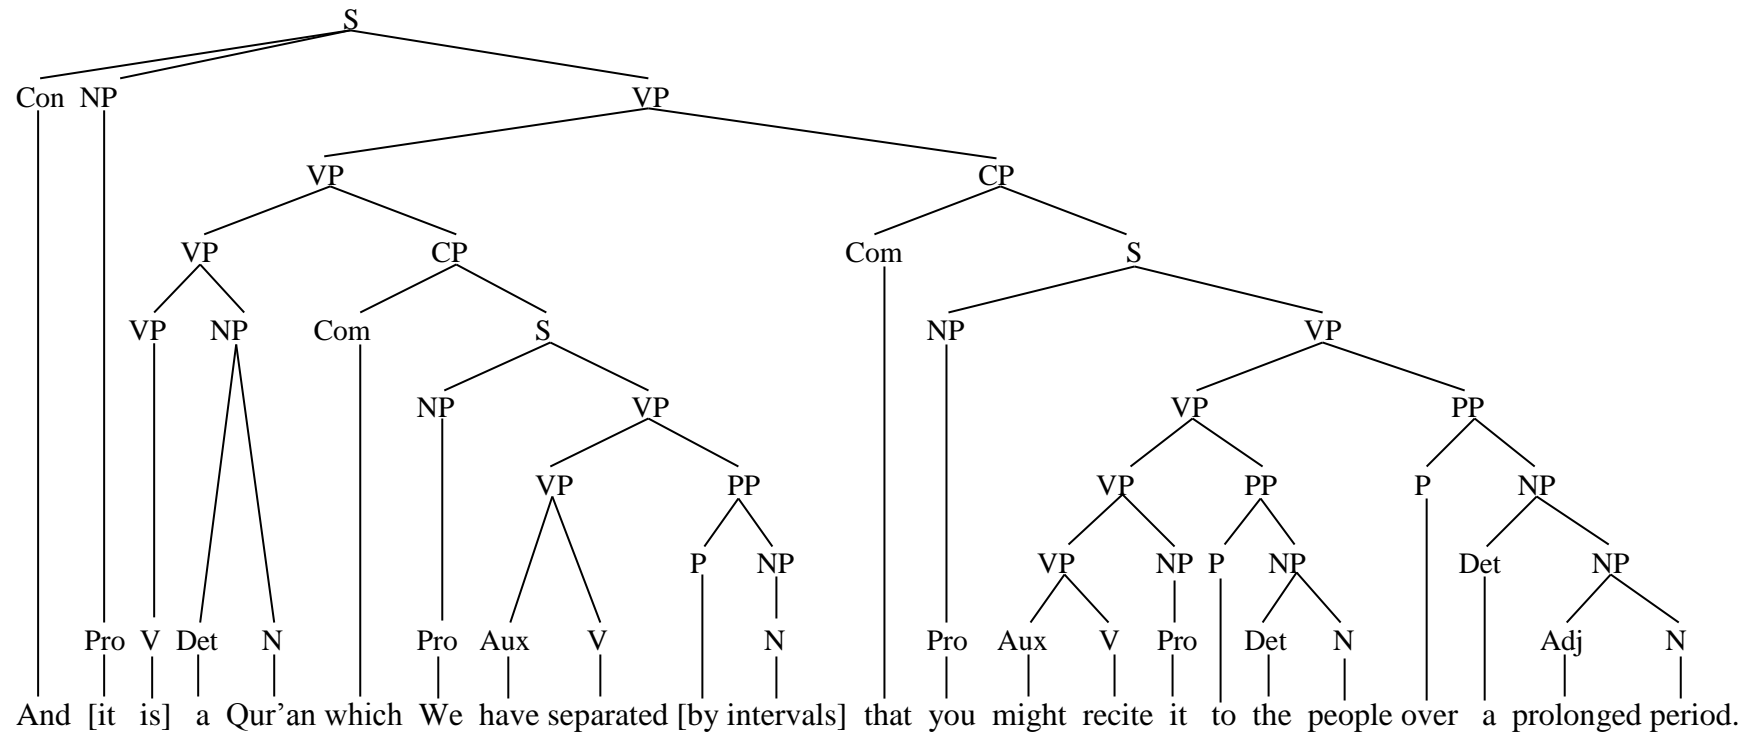 S
Con NP VP
VP CP
VP CP Com S
VP NP Com S NP VP
NP VP VP PP
VP PP VP PP P NP
P NP VP NP P NP Det NP
Pro V Det N Pro Aux V N Pro Aux V Pro Det N Adj N
And [it is] a Qur’an which We have separated [by intervals] that you might recite it to the people over a prolonged period.